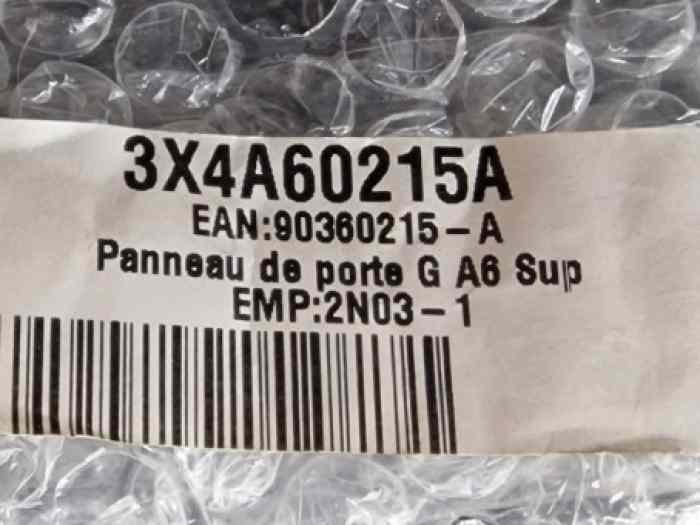 3X4A60215A
EAN:90360215-A
Panneau de porte G A6 Sup
EMP:2N03-1